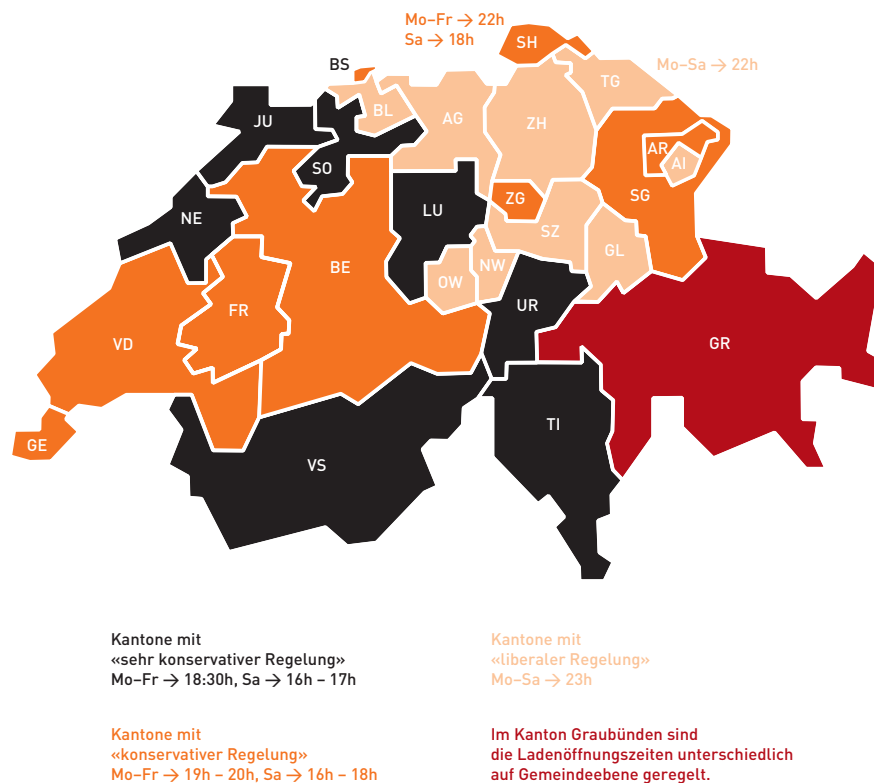 Mo–Fr → 22h
Sa → 18h
SH
BS
Mo–Sa → 22h
TG
JU
BL
AG
ZH
AR
AI
SO
SG
ZG
NE
LU
SZ
GL
BE
NW
OW
UR
FR
VD
GR
TI
GE
VS
Kantone mit
«sehr konservativer Regelung»
Mo–Fr → 18:30h, Sa → 16h – 17h
Kantone mit
«liberaler Regelung»
Mo–Sa → 23h
Kantone mit
«konservativer Regelung»
Mo–Fr → 19h – 20h, Sa → 16h – 18h
Im Kanton Graubünden sind
die Ladenöffnungszeiten unterschiedlich
auf Gemeindeebene geregelt.